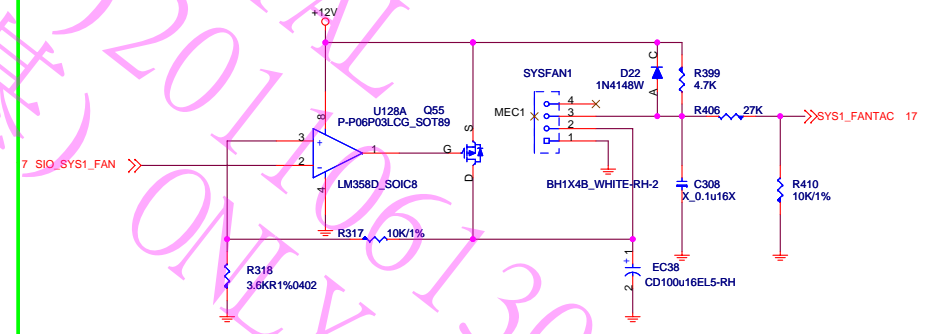 +12V
SYSFAN1
D22
1N4148W
C
A
R399
4.7K
U128A
Q55
P-P06P03LCG_SOT89
8
MEC1
4
3
2
1
R406
27K
SYS1_FANTAC 17
3
+
1
G
S
D
7 SIO_SYS1_FAN
2
-
LM358D_SOIC8
4
BH1X4B_WHITE-RH-2
C308
X_0.1u16X
R410
10K/1%
R317
10K/1%
R318
3.6KR1%0402
1
+
EC38
CD100u16EL5-RH
2
ONLY